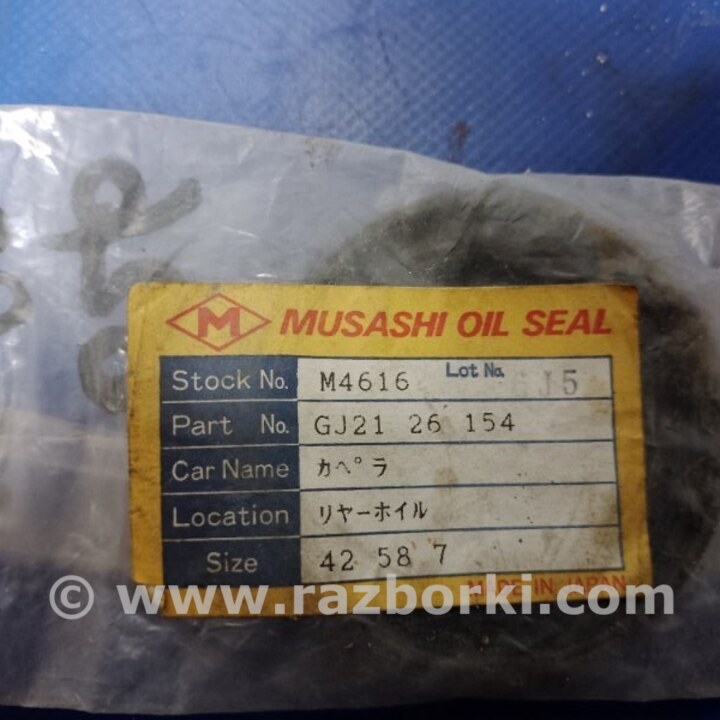 M MUSASHI OIL SEAL
Stock No. M4616 Lot No. GJ5
Part No. GJ21 26 154
Car Name カペラ
Location リヤーホイル
Size 42 58 7
MADE IN JAPAN
© www.razborki.com